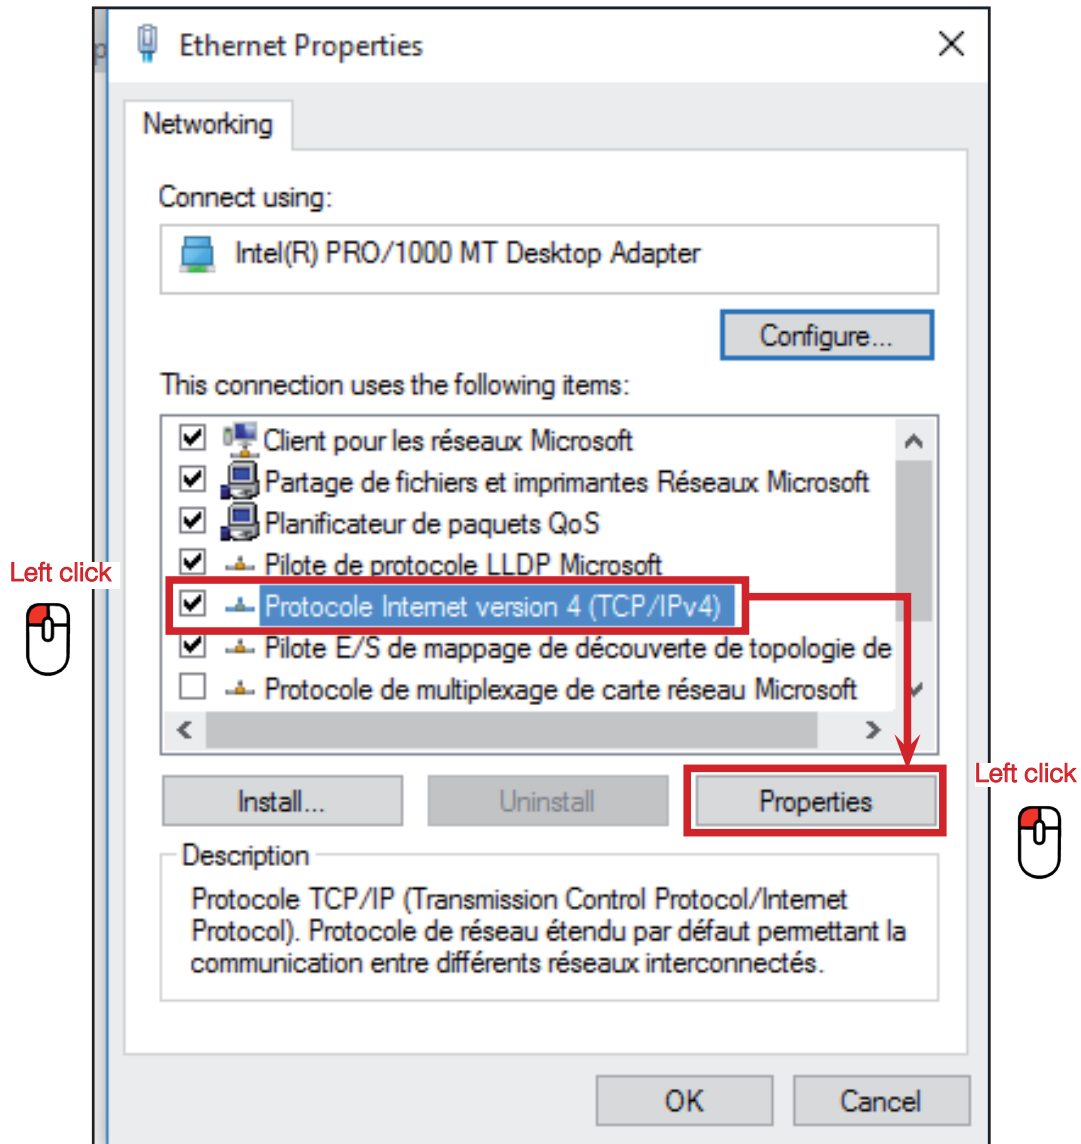 Ethernet Properties
Networking
Connect using:
Intel(R) PRO/1000 MT Desktop Adapter
Configure...
This connection uses the following items:
Client pour les réseaux Microsoft
Partage de fichiers et imprimantes Réseaux Microsoft
Planificateur de paquets QoS
Pilote de protocole LLDP Microsoft
Left click
Protocole Internet version 4 (TCP/IPv4)
Pilote E/S de mappage de découverte de topologie de
Protocole de multiplexage de carte réseau Microsoft
Left click
Install...
Uninstall
Properties
Description
Protocole TCP/IP (Transmission Control Protocol/Internet
Protocol). Protocole de réseau étendu par défaut permettant la
communication entre différents réseaux interconnectés.
OK
Cancel